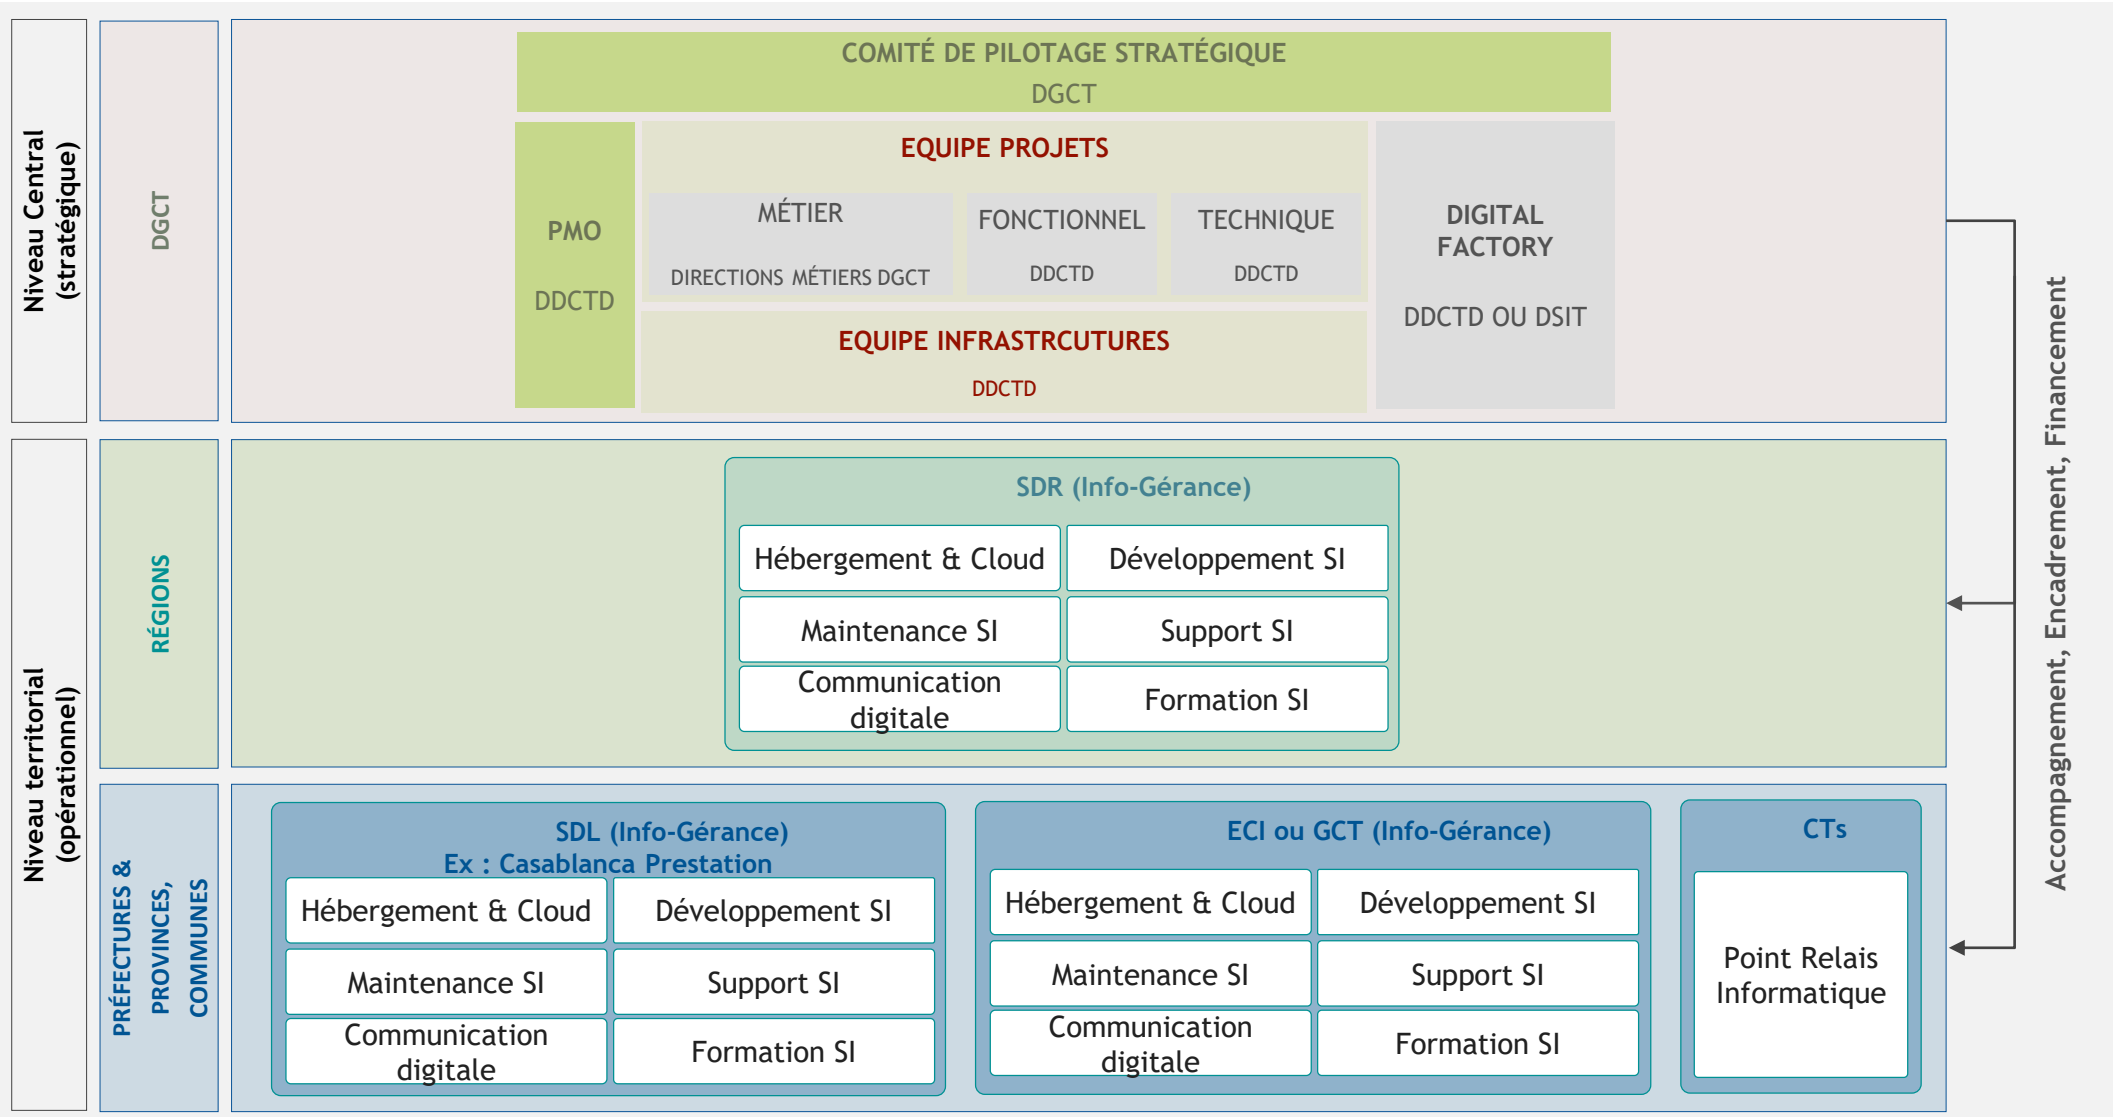 Niveau Central
(stratégique)
DGCT
COMITÉ DE PILOTAGE STRATÉGIQUE
DGCT
PMO
DDCTD
EQUIPE PROJETS
MÉTIER
DIRECTIONS MÉTIERS DGCT
FONCTIONNEL
DDCTD
TECHNIQUE
DDCTD
EQUIPE INFRASTRCUTURES
DDCTD
DIGITAL
FACTORY
DDCTD OU DSIT
Niveau territorial
(opérationnel)
RÉGIONS
SDR (Info-Gérance)
Hébergement & Cloud
Développement SI
Maintenance SI
Support SI
Communication
digitale
Formation SI
PRÉFECTURES &
PROVINCES,
COMMUNES
SDL (Info-Gérance)
Ex : Casablanca Prestation
Hébergement & Cloud
Développement SI
Maintenance SI
Support SI
Communication
digitale
Formation SI
ECI ou GCT (Info-Gérance)
Hébergement & Cloud
Développement SI
Maintenance SI
Support SI
Communication
digitale
Formation SI
CTs
Point Relais
Informatique
Accompagnement, Encadrement, Financement